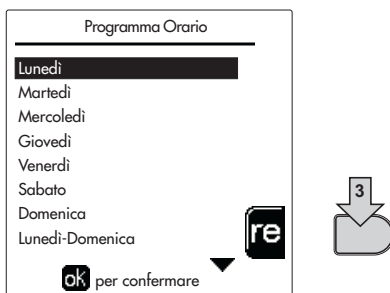 Programma Orario
Lunedì
Martedì
Mercoledì
Giovedì
Venerdì
Sabato
Domenica
Lunedì-Domenica
re
3
ok per confermare